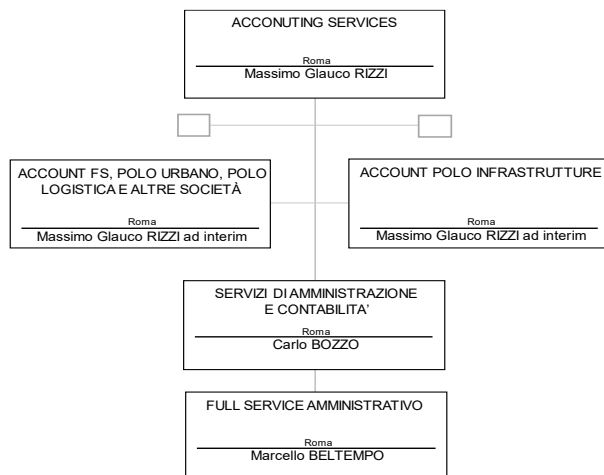 ACCONUTING SERVICES
Roma
Massimo Glauco RIZZI
ACCOUNT FS, POLO URBANO, POLO
LOGISTICA E ALTRE SOCIETÀ
Roma
Massimo Glauco RIZZI ad interim
ACCOUNT POLO INFRASTRUTTURE
Roma
Massimo Glauco RIZZI ad interim
SERVIZI DI AMMINISTRAZIONE
E CONTABILITA'
Roma
Carlo BOZZO
FULL SERVICE AMMINISTRATIVO
Roma
Marcello BELTEMPO